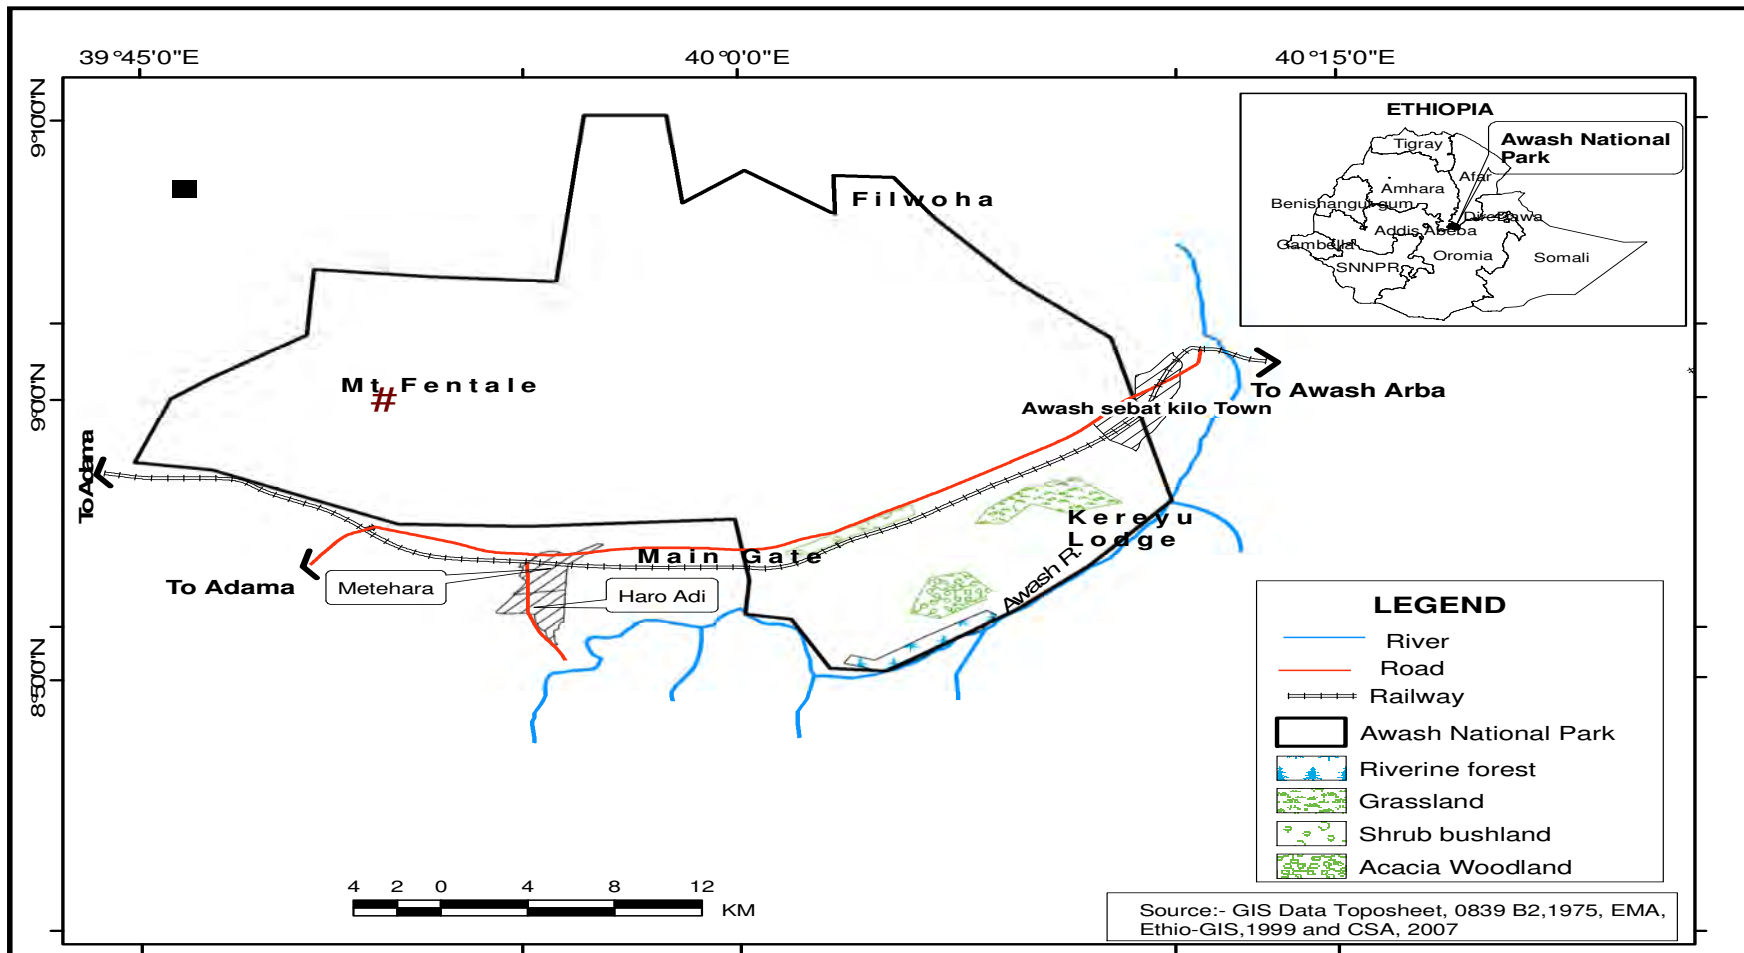 39°45'0"E
40°0'0"E
40°15'0"E
9°10'0"N
9°0'0"N
8°50'0"N
ETHIOPIA
Awash National
Park
Tigray
Afar
Amhara
Benishangul-gum
DireDawa
Addis Abeba
Gambella
Oromia
Somali
SNNPR
Filwoha
Mt Fentale
#
To Awash Arba
Awash sebat kilo Town
To Adama
Kereyu
Lodge
Main Gate
Awash R.
To Adama
Metehara
Haro Adi
LEGEND
River
Road
Railway
Awash National Park
Riverine forest
Grassland
Shrub bushland
Acacia Woodland
4 2 0 4 8 12
KM
Source:- GIS Data Toposheet, 0839 B2,1975, EMA,
Ethio-GIS,1999 and CSA, 2007